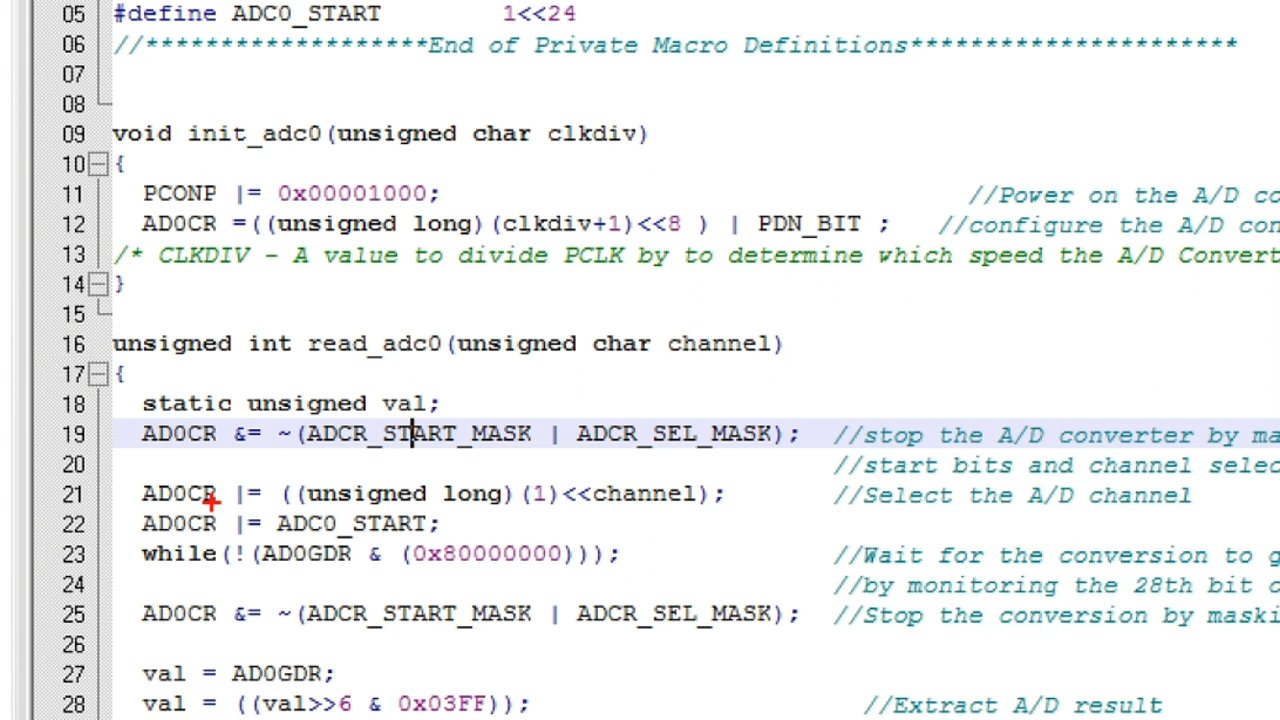 05 #define ADC0_START 1<<24
06 //*******************End of Private Macro Definitions**********************
07
08
09 void init_adc0(unsigned char clkdiv)
10 {
11 PCONP |= 0x00001000; //Power on the A/D co
12 AD0CR =((unsigned long)(clkdiv+1)<<8 ) | PDN_BIT ; //configure the A/D con
13 /* CLKDIV - A value to divide PCLK by to determine which speed the A/D Convert
14 }
15
16 unsigned int read_adc0(unsigned char channel)
17 {
18 static unsigned val;
19 AD0CR &= ~(ADCR_START_MASK | ADCR_SEL_MASK); //stop the A/D converter by ma
20 //start bits and channel selec
21 AD0CR |= ((unsigned long)(1)<<channel); //Select the A/D channel
22 AD0CR |= ADC0_START;
23 while(!(AD0GDR & (0x80000000))); //Wait for the conversion to g
24 //by monitoring the 28th bit o
25 AD0CR &= ~(ADCR_START_MASK | ADCR_SEL_MASK); //Stop the conversion by maski
26
27 val = AD0GDR;
28 val = ((val>>6 & 0x03FF)); //Extract A/D result